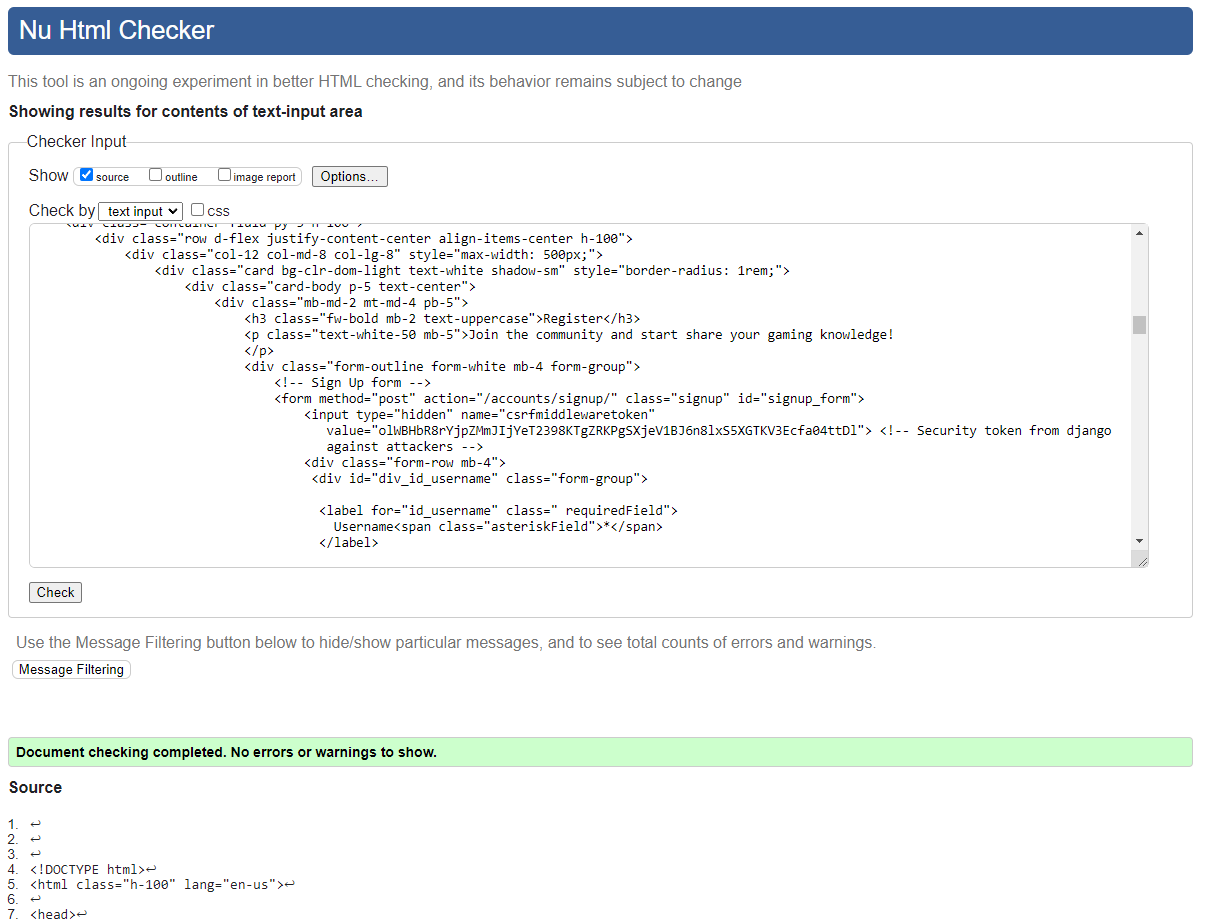 Nu Html Checker
This tool is an ongoing experiment in better HTML checking, and its behavior remains subject to change
Showing results for contents of text-input area
Checker Input
Show source outline image report Options...
Check by text input css
<div class="container-fluid py-5 h-100">
<div class="row d-flex justify-content-center align-items-center h-100">
<div class="col-12 col-md-8 col-lg-8" style="max-width: 500px;">
<div class="card bg-clr-dom-light text-white shadow-sm" style="border-radius: 1rem;">
<div class="card-body p-5 text-center">
<div class="mb-md-2 mt-md-4 pb-5">
<h3 class="fw-bold mb-2 text-uppercase">Register</h3>
<p class="text-white-50 mb-5">Join the community and start share your gaming knowledge!
</p>
<div class="form-outline form-white mb-4 form-group">
<!-- Sign Up form -->
<form method="post" action="/accounts/signup/" class="signup" id="signup_form">
<input type="hidden" name="csrfmiddlewaretoken"
value="olWBHbR8rYjpZMmJIjYeT2398KTgZRKPgSXjeV1BJ6n8lxS5XGTKV3Ecfa04ttDl"> <!-- Security token from django
against attackers -->
<div class="form-row mb-4">
<div id="div_id_username" class="form-group">
<label for="id_username" class=" requiredField">
Username<span class="asteriskField">*</span>
</label>
Check
Use the Message Filtering button below to hide/show particular messages, and to see total counts of errors and warnings.
Message Filtering
Document checking completed. No errors or warnings to show.
Source
1. ↩
2. ↩
3. ↩
4. <!DOCTYPE html>↩
5. <html class="h-100" lang="en-us">↩
6. ↩
7. <head>↩